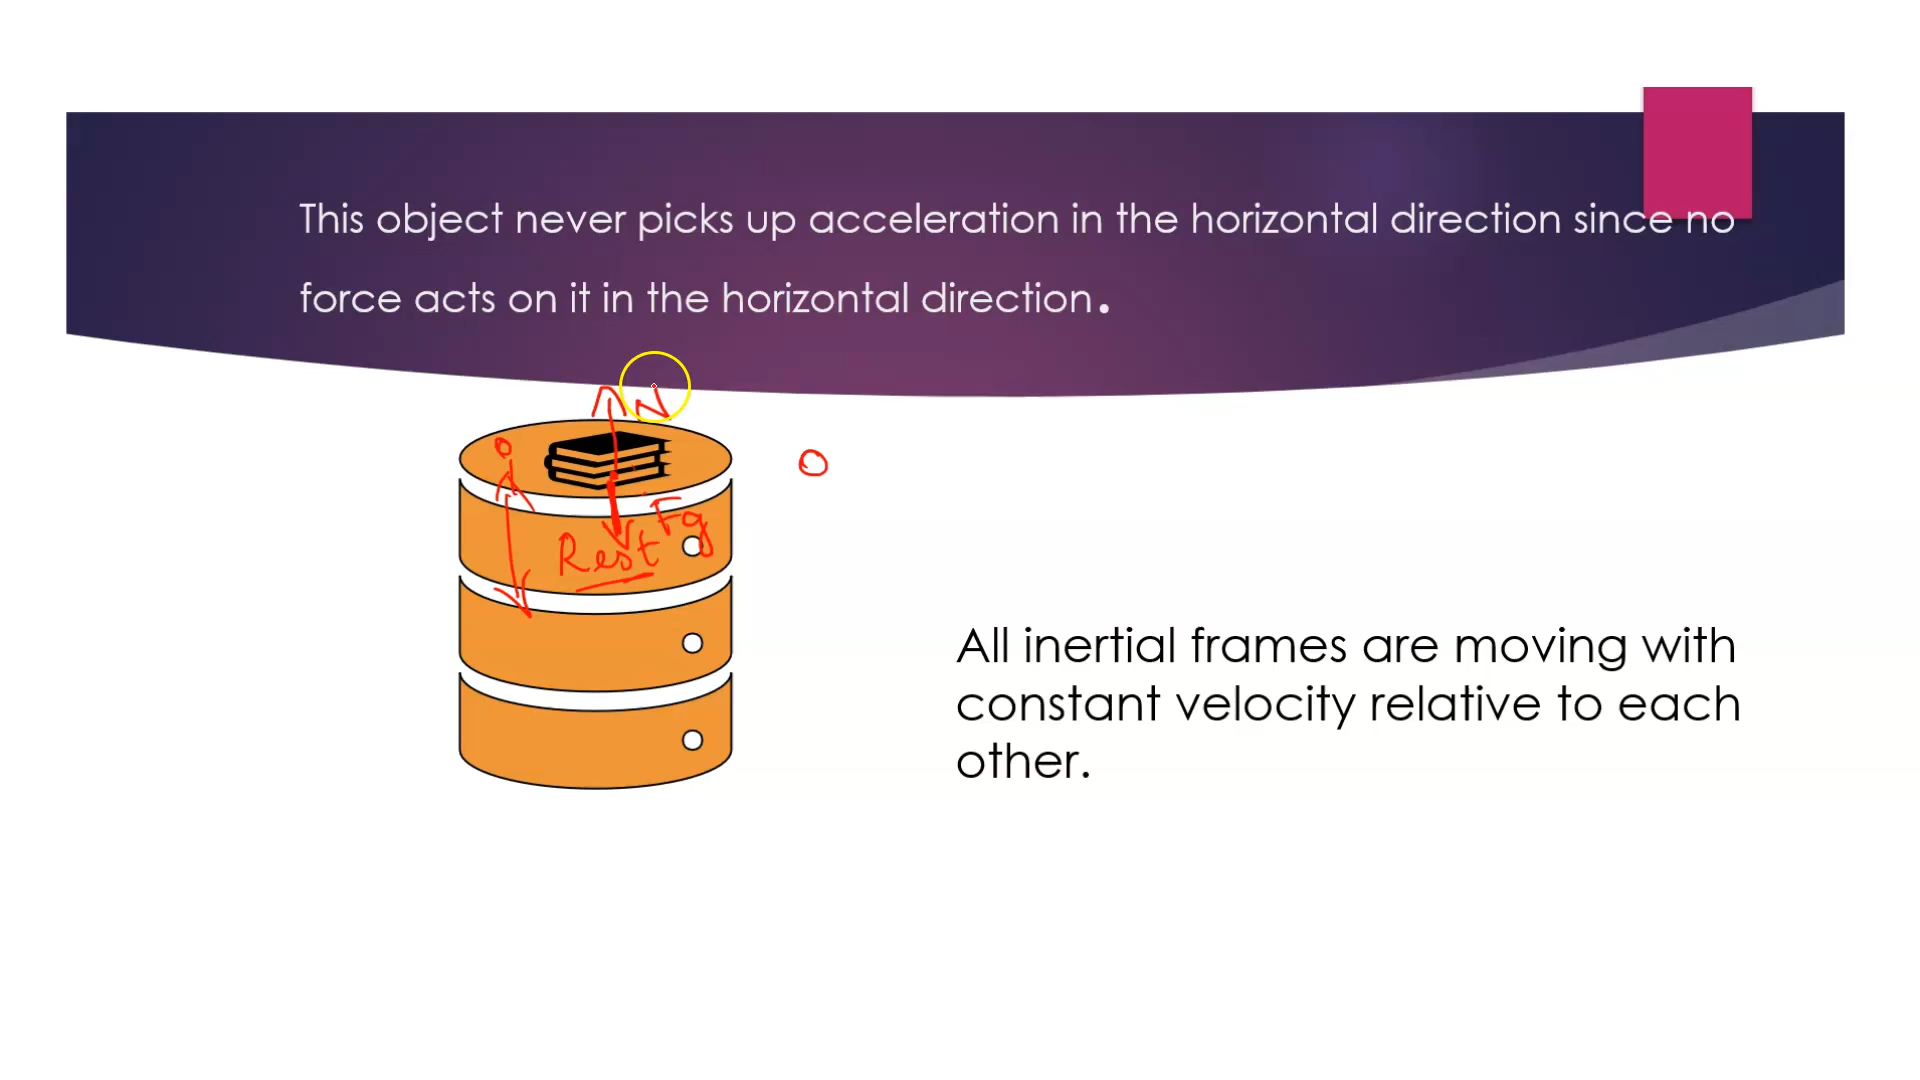 This object never picks up acceleration in the horizontal direction since no
force acts on it in the horizontal direction.
N
Fg
Rest
All inertial frames are moving with
constant velocity relative to each
other.